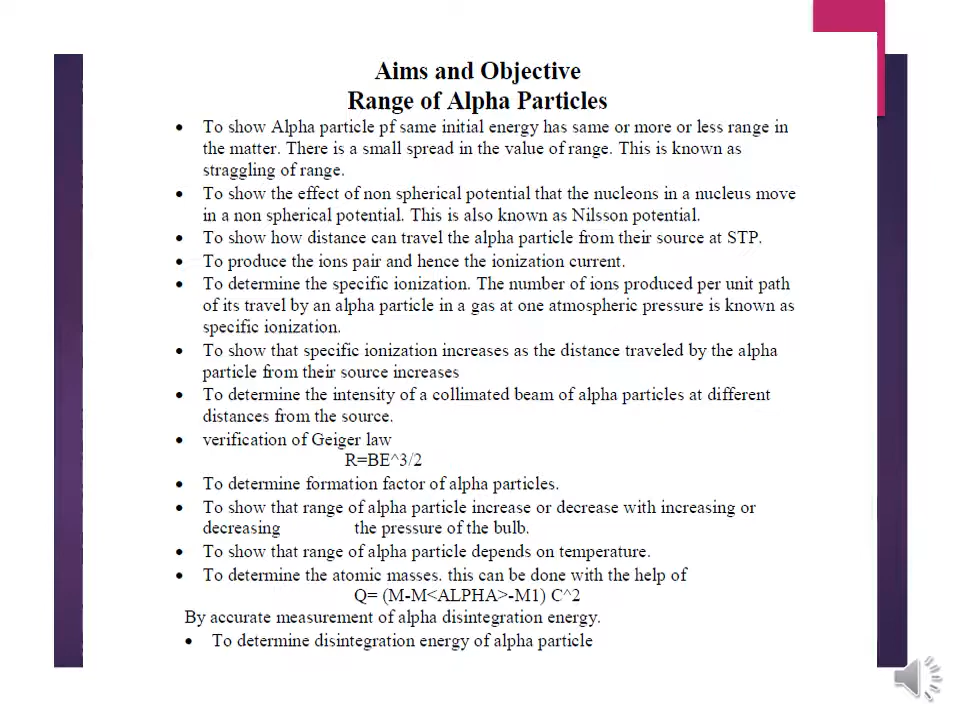 Aims and Objective
Range of Alpha Particles
• To show Alpha particle pf same initial energy has same or more or less range in
the matter. There is a small spread in the value of range. This is known as
straggling of range.
• To show the effect of non spherical potential that the nucleons in a nucleus move
in a non spherical potential. This is also known as Nilsson potential.
• To show how distance can travel the alpha particle from their source at STP.
• To produce the ions pair and hence the ionization current.
• To determine the specific ionization. The number of ions produced per unit path
of its travel by an alpha particle in a gas at one atmospheric pressure is known as
specific ionization.
• To show that specific ionization increases as the distance traveled by the alpha
particle from their source increases
• To determine the intensity of a collimated beam of alpha particles at different
distances from the source.
• verification of Geiger law
R=BE^3/2
• To determine formation factor of alpha particles.
• To show that range of alpha particle increase or decrease with increasing or
decreasing the pressure of the bulb.
• To show that range of alpha particle depends on temperature.
• To determine the atomic masses. this can be done with the help of
Q= (M-M<ALPHA>-M1) C^2
By accurate measurement of alpha disintegration energy.
• To determine disintegration energy of alpha particle